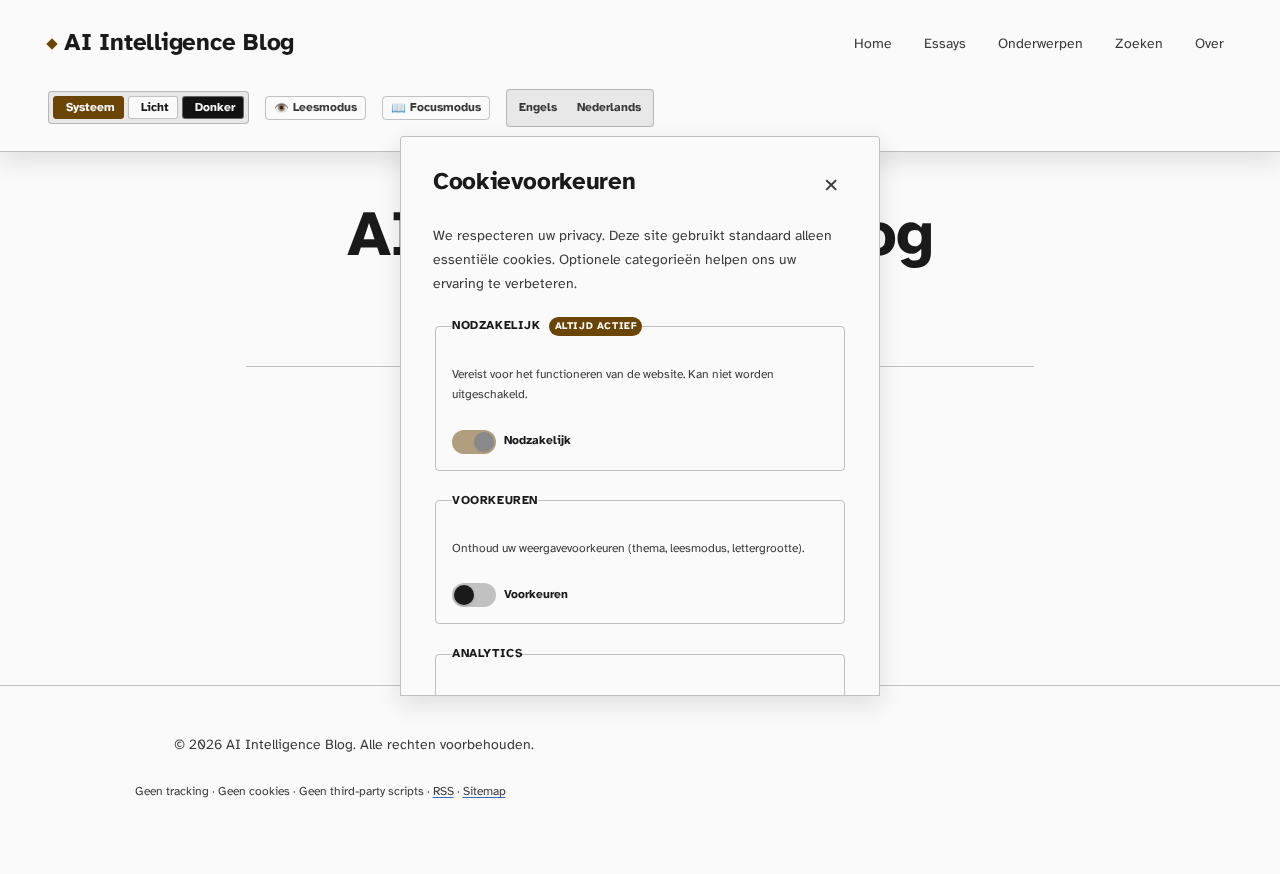 AI Intelligence Blog
Home Essays Onderwerpen Zoeken Over
Systeem Licht Donker Leesmodus Focusmodus Engels Nederlands
Cookievoorkeuren
We respecteren uw privacy. Deze site gebruikt standaard alleen
essentiële cookies. Optionele categorieën helpen ons uw
ervaring te verbeteren.
NODZAKELIJK ALTIJD ACTIEF
Vereist voor het functioneren van de website. Kan niet worden
uitgeschakeld.
Nodzakelijk
VOORKEUREN
Onthoud uw weergavevoorkeuren (thema, leesmodus, lettergrootte).
Voorkeuren
ANALYTICS
© 2026 AI Intelligence Blog. Alle rechten voorbehouden.
Geen tracking · Geen cookies · Geen third-party scripts · RSS · Sitemap